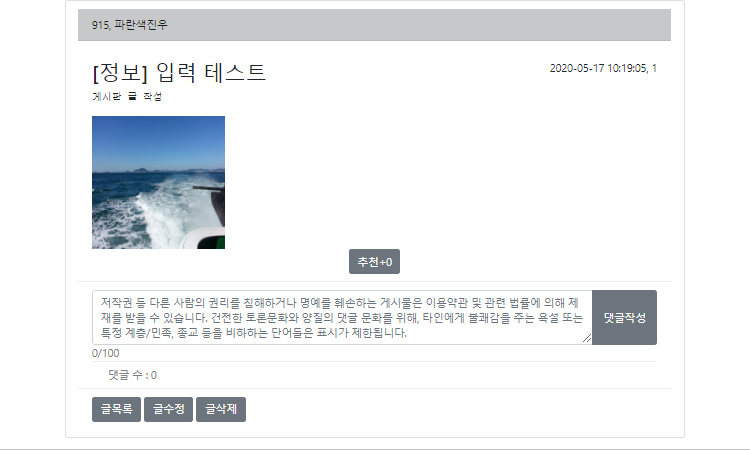 915, 파란색진우
[정보] 입력 테스트
2020-05-17 10:19:05, 1
게시판 글 작성
추천+0
저작권 등 다른 사람의 권리를 침해하거나 명예를 훼손하는 게시물은 이용약관 및 관련 법률에 의해 제
재를 받을 수 있습니다. 건전한 토론문화와 양질의 댓글 문화를 위해, 타인에게 불쾌감을 주는 욕설 또는
특정 계층/민족, 종교 등을 비하하는 단어들은 표시가 제한됩니다.
댓글작성
0/100
댓글 수 : 0
글목록 글수정 글삭제